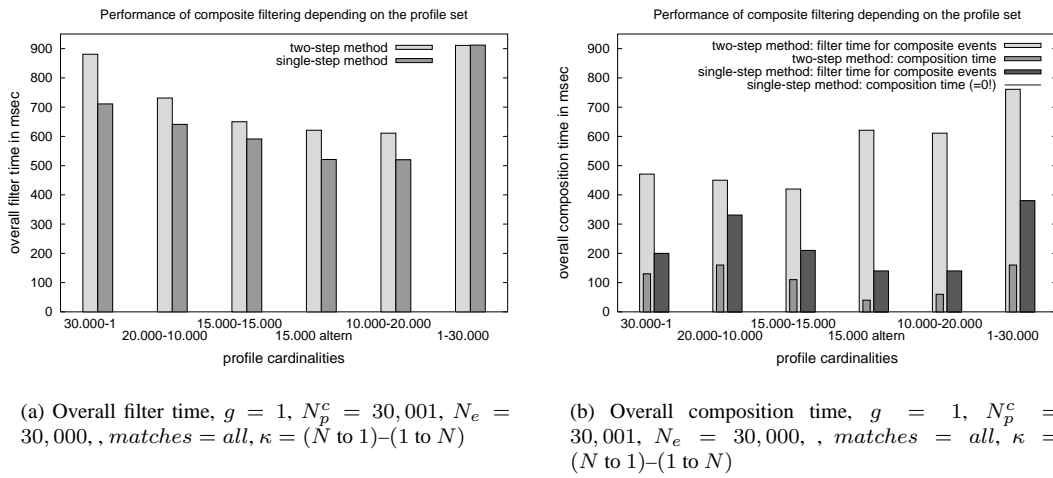 Performance of composite filtering depending on the profile set
two-step method
single-step method
overall filter time in msec
900
800
700
600
500
400
300
200
100
0
30.000-1
20.000-10.000
15.000-15.000
15.000 altern
10.000-20.000
1-30.000
profile cardinalities
(a) Overall filter time, g = 1, N_p^c = 30, 001, N_e =
30, 000, , matches = all, κ = (N to 1)–(1 to N)
Performance of composite filtering depending on the profile set
two-step method: filter time for composite events
two-step method: composition time
single-step method: filter time for composite events
single-step method: composition time (=0!)
overall composition time in msec
900
800
700
600
500
400
300
200
100
0
30.000-1
20.000-10.000
15.000-15.000
15.000 altern
10.000-20.000
1-30.000
profile cardinalities
(b) Overall composition time, g = 1, N_p^c =
30, 001, N_e = 30, 000, , matches = all, κ =
(N to 1)–(1 to N)